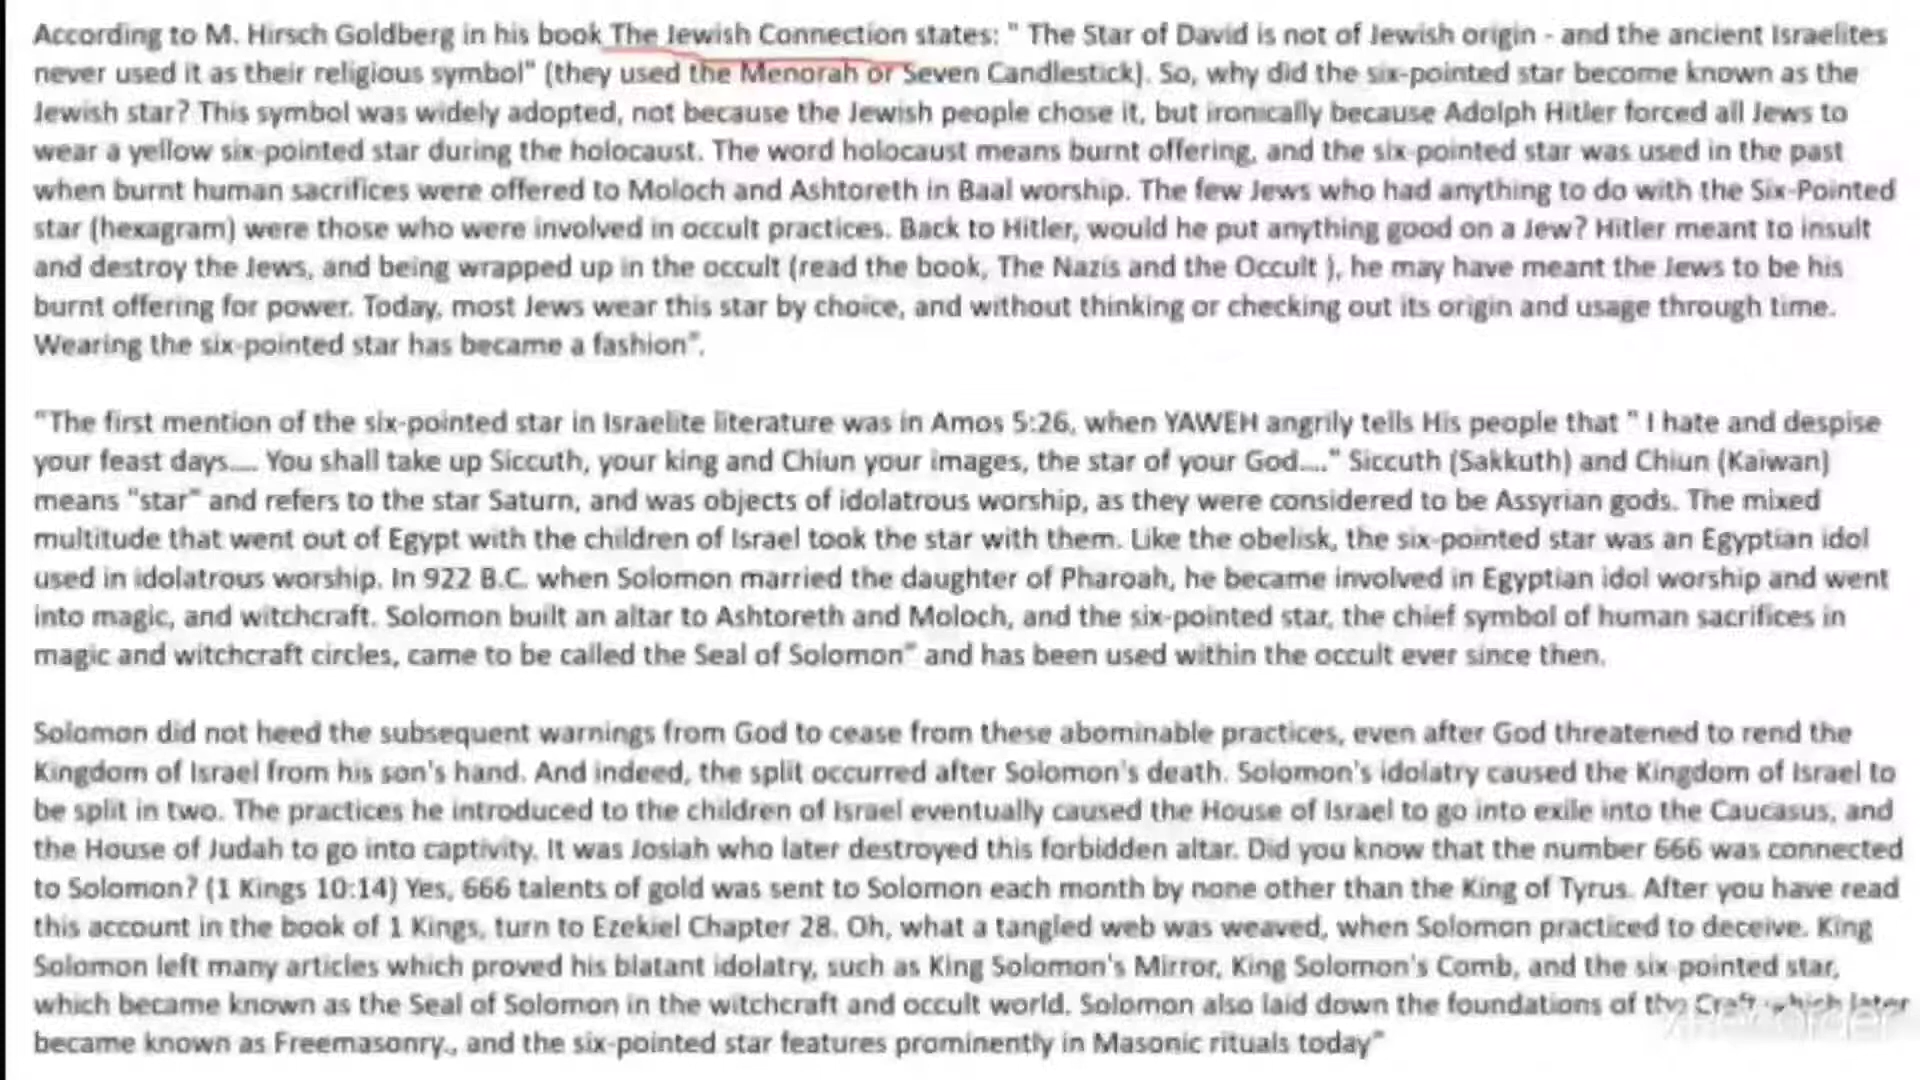 According to M. Hirsch Goldberg in his book The Jewish Connection states: " The Star of David is not of Jewish origin - and the ancient Israelites
never used it as their religious symbol" (they used the Menorah or Seven Candlestick). So, why did the six-pointed star become known as the
Jewish star? This symbol was widely adopted, not because the Jewish people chose it, but ironically because Adolph Hitler forced all Jews to
wear a yellow six-pointed star during the holocaust. The word holocaust means burnt offering, and the six-pointed star was used in the past
when burnt human sacrifices were offered to Moloch and Ashtoreth in Baal worship. The few Jews who had anything to do with the Six-Pointed
star (hexagram) were those who were involved in occult practices. Back to Hitler, would he put anything good on a Jew? Hitler meant to insult
and destroy the Jews, and being wrapped up in the occult (read the book, The Nazis and the Occult ), he may have meant the Jews to be his
burnt offering for power. Today, most Jews wear this star by choice, and without thinking or checking out its origin and usage through time.
Wearing the six-pointed star has became a fashion".
"The first mention of the six-pointed star in Israelite literature was in Amos 5:26, when YAWEH angrily tells His people that " I hate and despise
your feast days.... You shall take up Siccuth, your king and Chiun your images, the star of your God...." Siccuth (Sakkuth) and Chiun (Kaiwan)
means "star" and refers to the star Saturn, and was objects of idolatrous worship, as they were considered to be Assyrian gods. The mixed
multitude that went out of Egypt with the children of Israel took the star with them. Like the obelisk, the six-pointed star was an Egyptian idol
used in idolatrous worship. In 922 B.C. when Solomon married the daughter of Pharoah, he became involved in Egyptian idol worship and went
into magic, and witchcraft. Solomon built an altar to Ashtoreth and Moloch, and the six-pointed star, the chief symbol of human sacrifices in
magic and witchcraft circles, came to be called the Seal of Solomon" and has been used within the occult ever since then.
Solomon did not heed the subsequent warnings from God to cease from these abominable practices, even after God threatened to rend the
Kingdom of Israel from his son's hand. And indeed, the split occurred after Solomon's death. Solomon's idolatry caused the Kingdom of Israel to
be split in two. The practices he introduced to the children of Israel eventually caused the House of Israel to go into exile into the Caucasus, and
the House of Judah to go into captivity. It was Josiah who later destroyed this forbidden altar. Did you know that the number 666 was connected
to Solomon? (1 Kings 10:14) Yes, 666 talents of gold was sent to Solomon each month by none other than the King of Tyrus. After you have read
this account in the book of 1 Kings, turn to Ezekiel Chapter 28. Oh, what a tangled web was weaved, when Solomon practiced to deceive. King
Solomon left many articles which proved his blatant idolatry, such as King Solomon's Mirror, King Solomon's Comb, and the six pointed star,
which became known as the Seal of Solomon in the witchcraft and occult world. Solomon also laid down the foundations of the Craft which later
became known as Freemasonry., and the six-pointed star features prominently in Masonic rituals today"